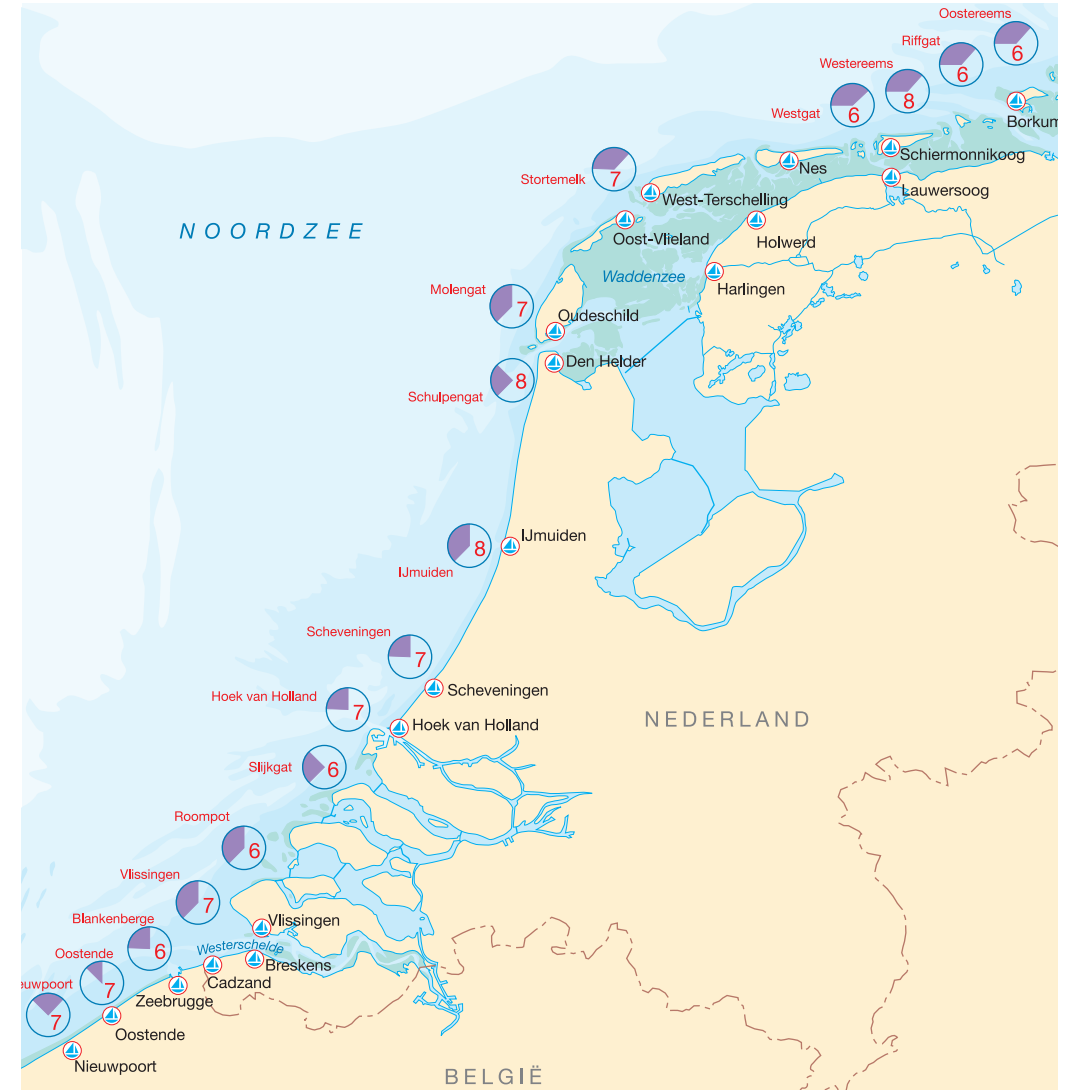 Oostereems
6
Riffgat
6
Westereems
8
Westgat
6
Borkum
Schiermonnikoog
Nes
Lauwersoog
Stortemelk
7
West-Terschelling
Oost-Vlieland
Holwerd
NOORDZEE
Waddenzee
Harlingen
Molengat
7
Oudeschild
Den Helder
Schulpengat
8
IJmuiden
8
IJmuiden
Scheveningen
7
Scheveningen
Hoek van Holland
7
Hoek van Holland
NEDERLAND
Slijkgat
6
Roompot
6
Vlissingen
7
Vlissingen
Blankenberge
6
Westerschelde
Breskens
Oostende
7
Cadzand
Zeebrugge
euwpoort
7
Oostende
Nieuwpoort
BELGIË